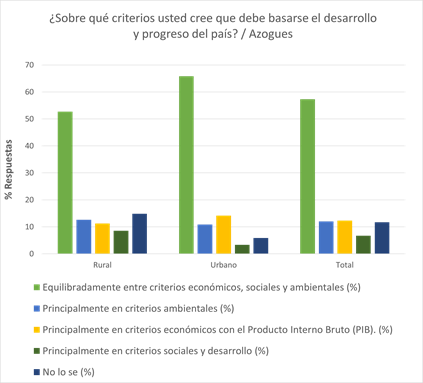 ¿Sobre qué criterios usted cree que debe basarse el desarrollo
y progreso del país? / Azogues
% Respuestas
70
60
50
40
30
20
10
0
Rural
Urbano
Total
Equilibradamente entre criterios económicos, sociales y ambientales (%)
Principalmente en criterios ambientales (%)
Principalmente en criterios económicos con el Producto Interno Bruto (PIB). (%)
Principalmente en criterios sociales y desarrollo (%)
No lo se (%)